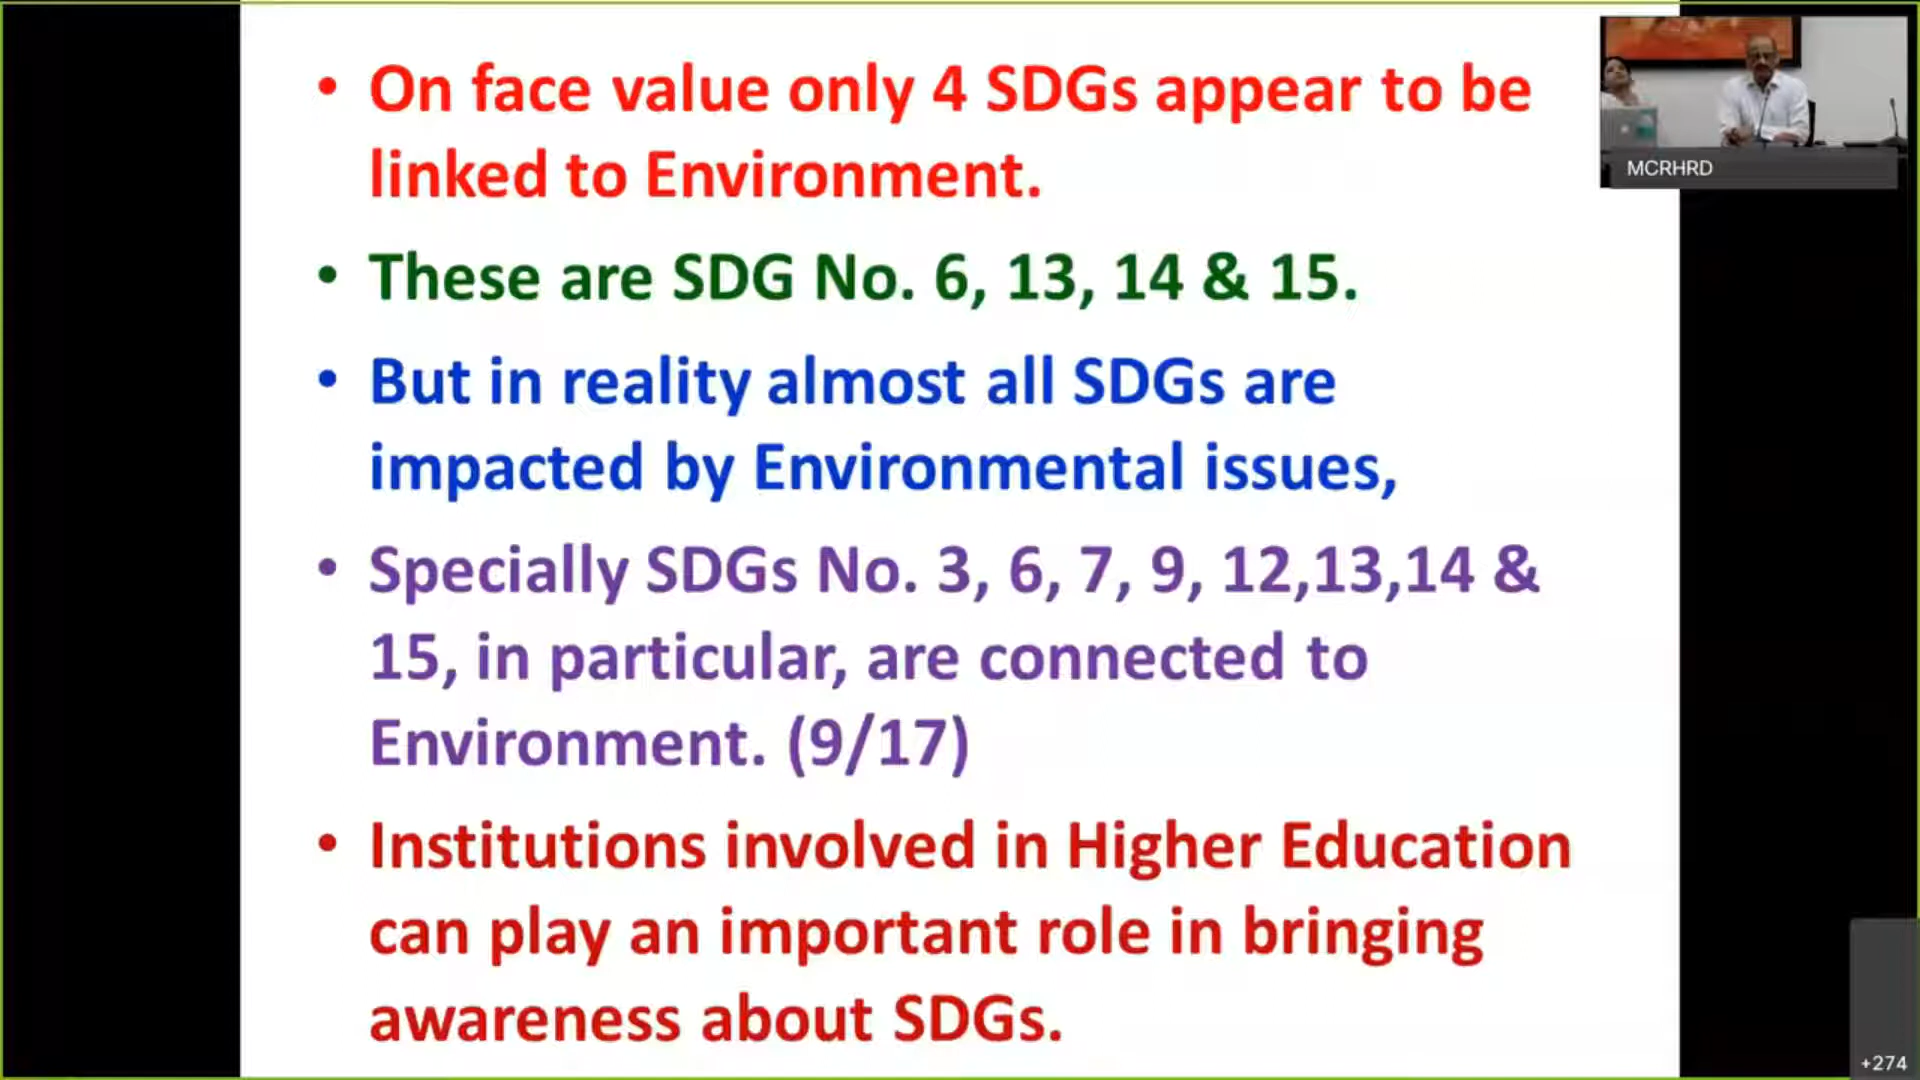 • On face value only 4 SDGs appear to be
linked to Environment.
• These are SDG No. 6, 13, 14 & 15.
• But in reality almost all SDGs are
impacted by Environmental issues,
• Specially SDGs No. 3, 6, 7, 9, 12,13,14 &
15, in particular, are connected to
Environment. (9/17)
• Institutions involved in Higher Education
can play an important role in bringing
awareness about SDGs.
MCRHRD
+274